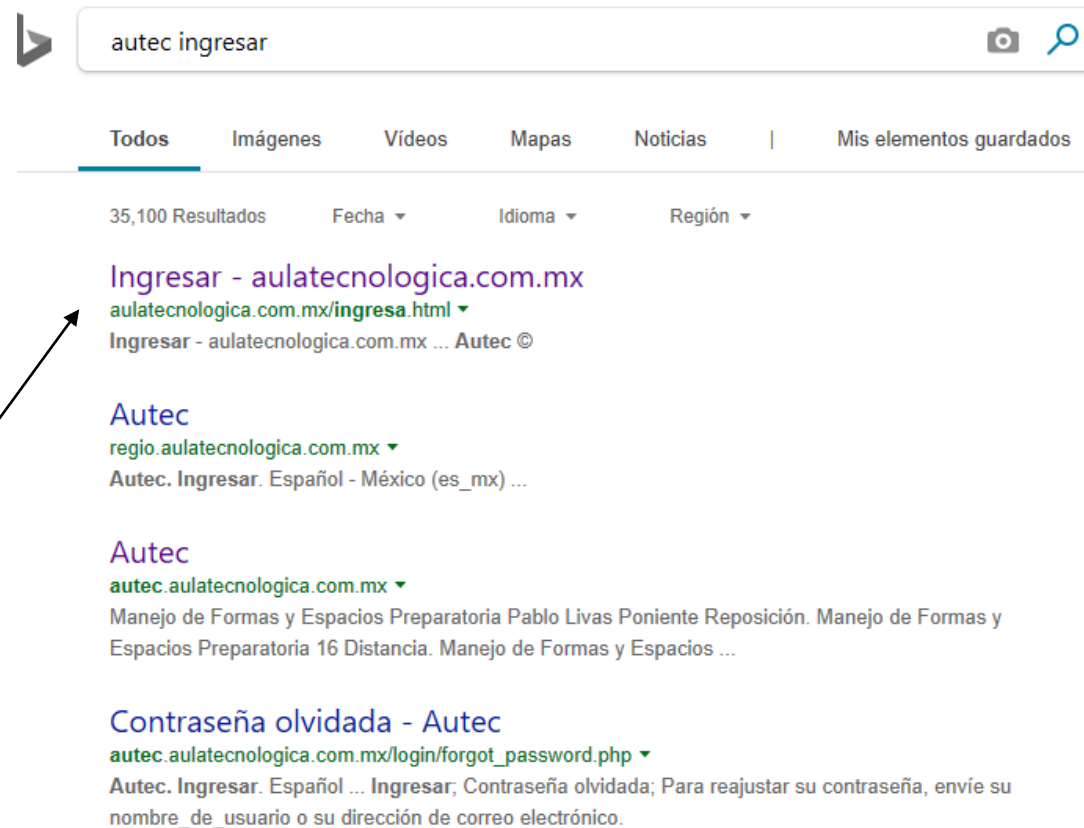 autec ingresar
Todos Imágenes Vídeos Mapas Noticias | Mis elementos guardados
35,100 Resultados Fecha Idioma Región
Ingresar - aulatecnologica.com.mx
aulatecnologica.com.mx/ingresa.html
Ingresar - aulatecnologica.com.mx ... Autec ©
Autec
regio.aulatecnologica.com.mx
Autec. Ingresar. Español - México (es_mx) ...
Autec
autec.aulatecnologica.com.mx
Manejo de Formas y Espacios Preparatoria Pablo Livas Poniente Reposición. Manejo de Formas y
Espacios Preparatoria 16 Distancia. Manejo de Formas y Espacios ...
Contraseña olvidada - Autec
autec.aulatecnologica.com.mx/login/forgot_password.php
Autec. Ingresar. Español ... Ingresar; Contraseña olvidada; Para reajustar su contraseña, envíe su
nombre_de_usuario o su dirección de correo electrónico.